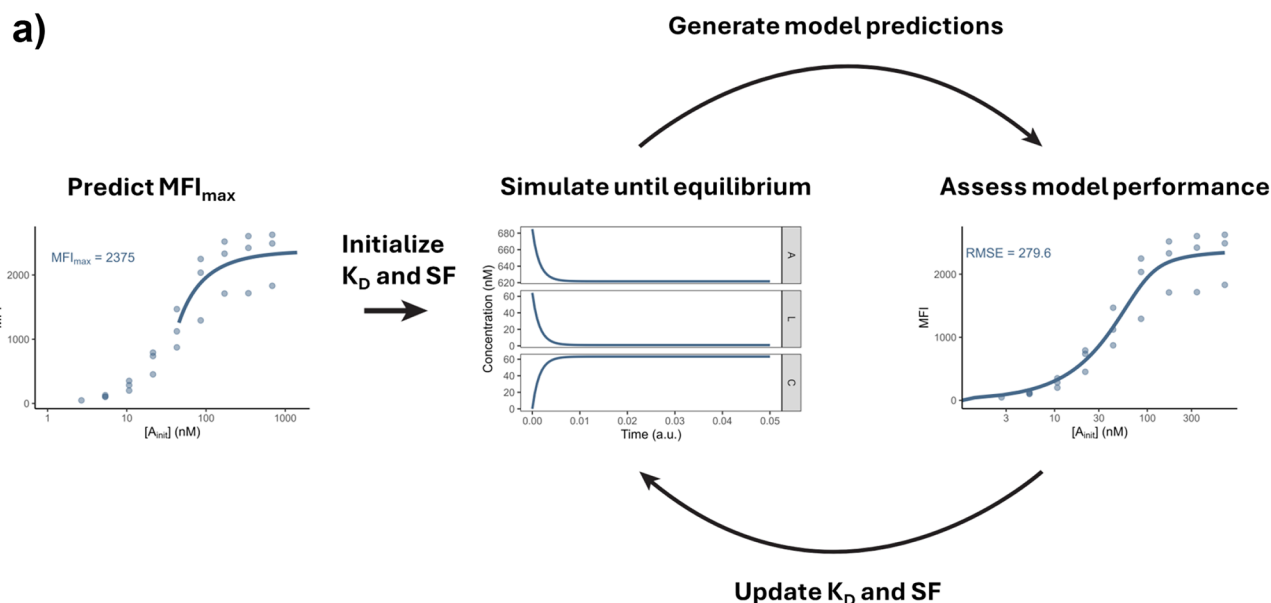 a)
Generate model predictions
Predict MFImax
Simulate until equilibrium
Assess model performance
MFImax = 2375
2000
1000
0
1 10 100 1000
[Ainit] (nM)
Initialize
KD and SF
Concentration (nM)
680
660
640
620
A
60
40
20
0
L
60
40
20
0
C
0.00 0.01 0.02 0.03 0.04 0.05
Time (a.u.)
RMSE = 279.6
MFI
2000
1000
0
3 10 30 100 300
[Ainit] (nM)
Update KD and SF